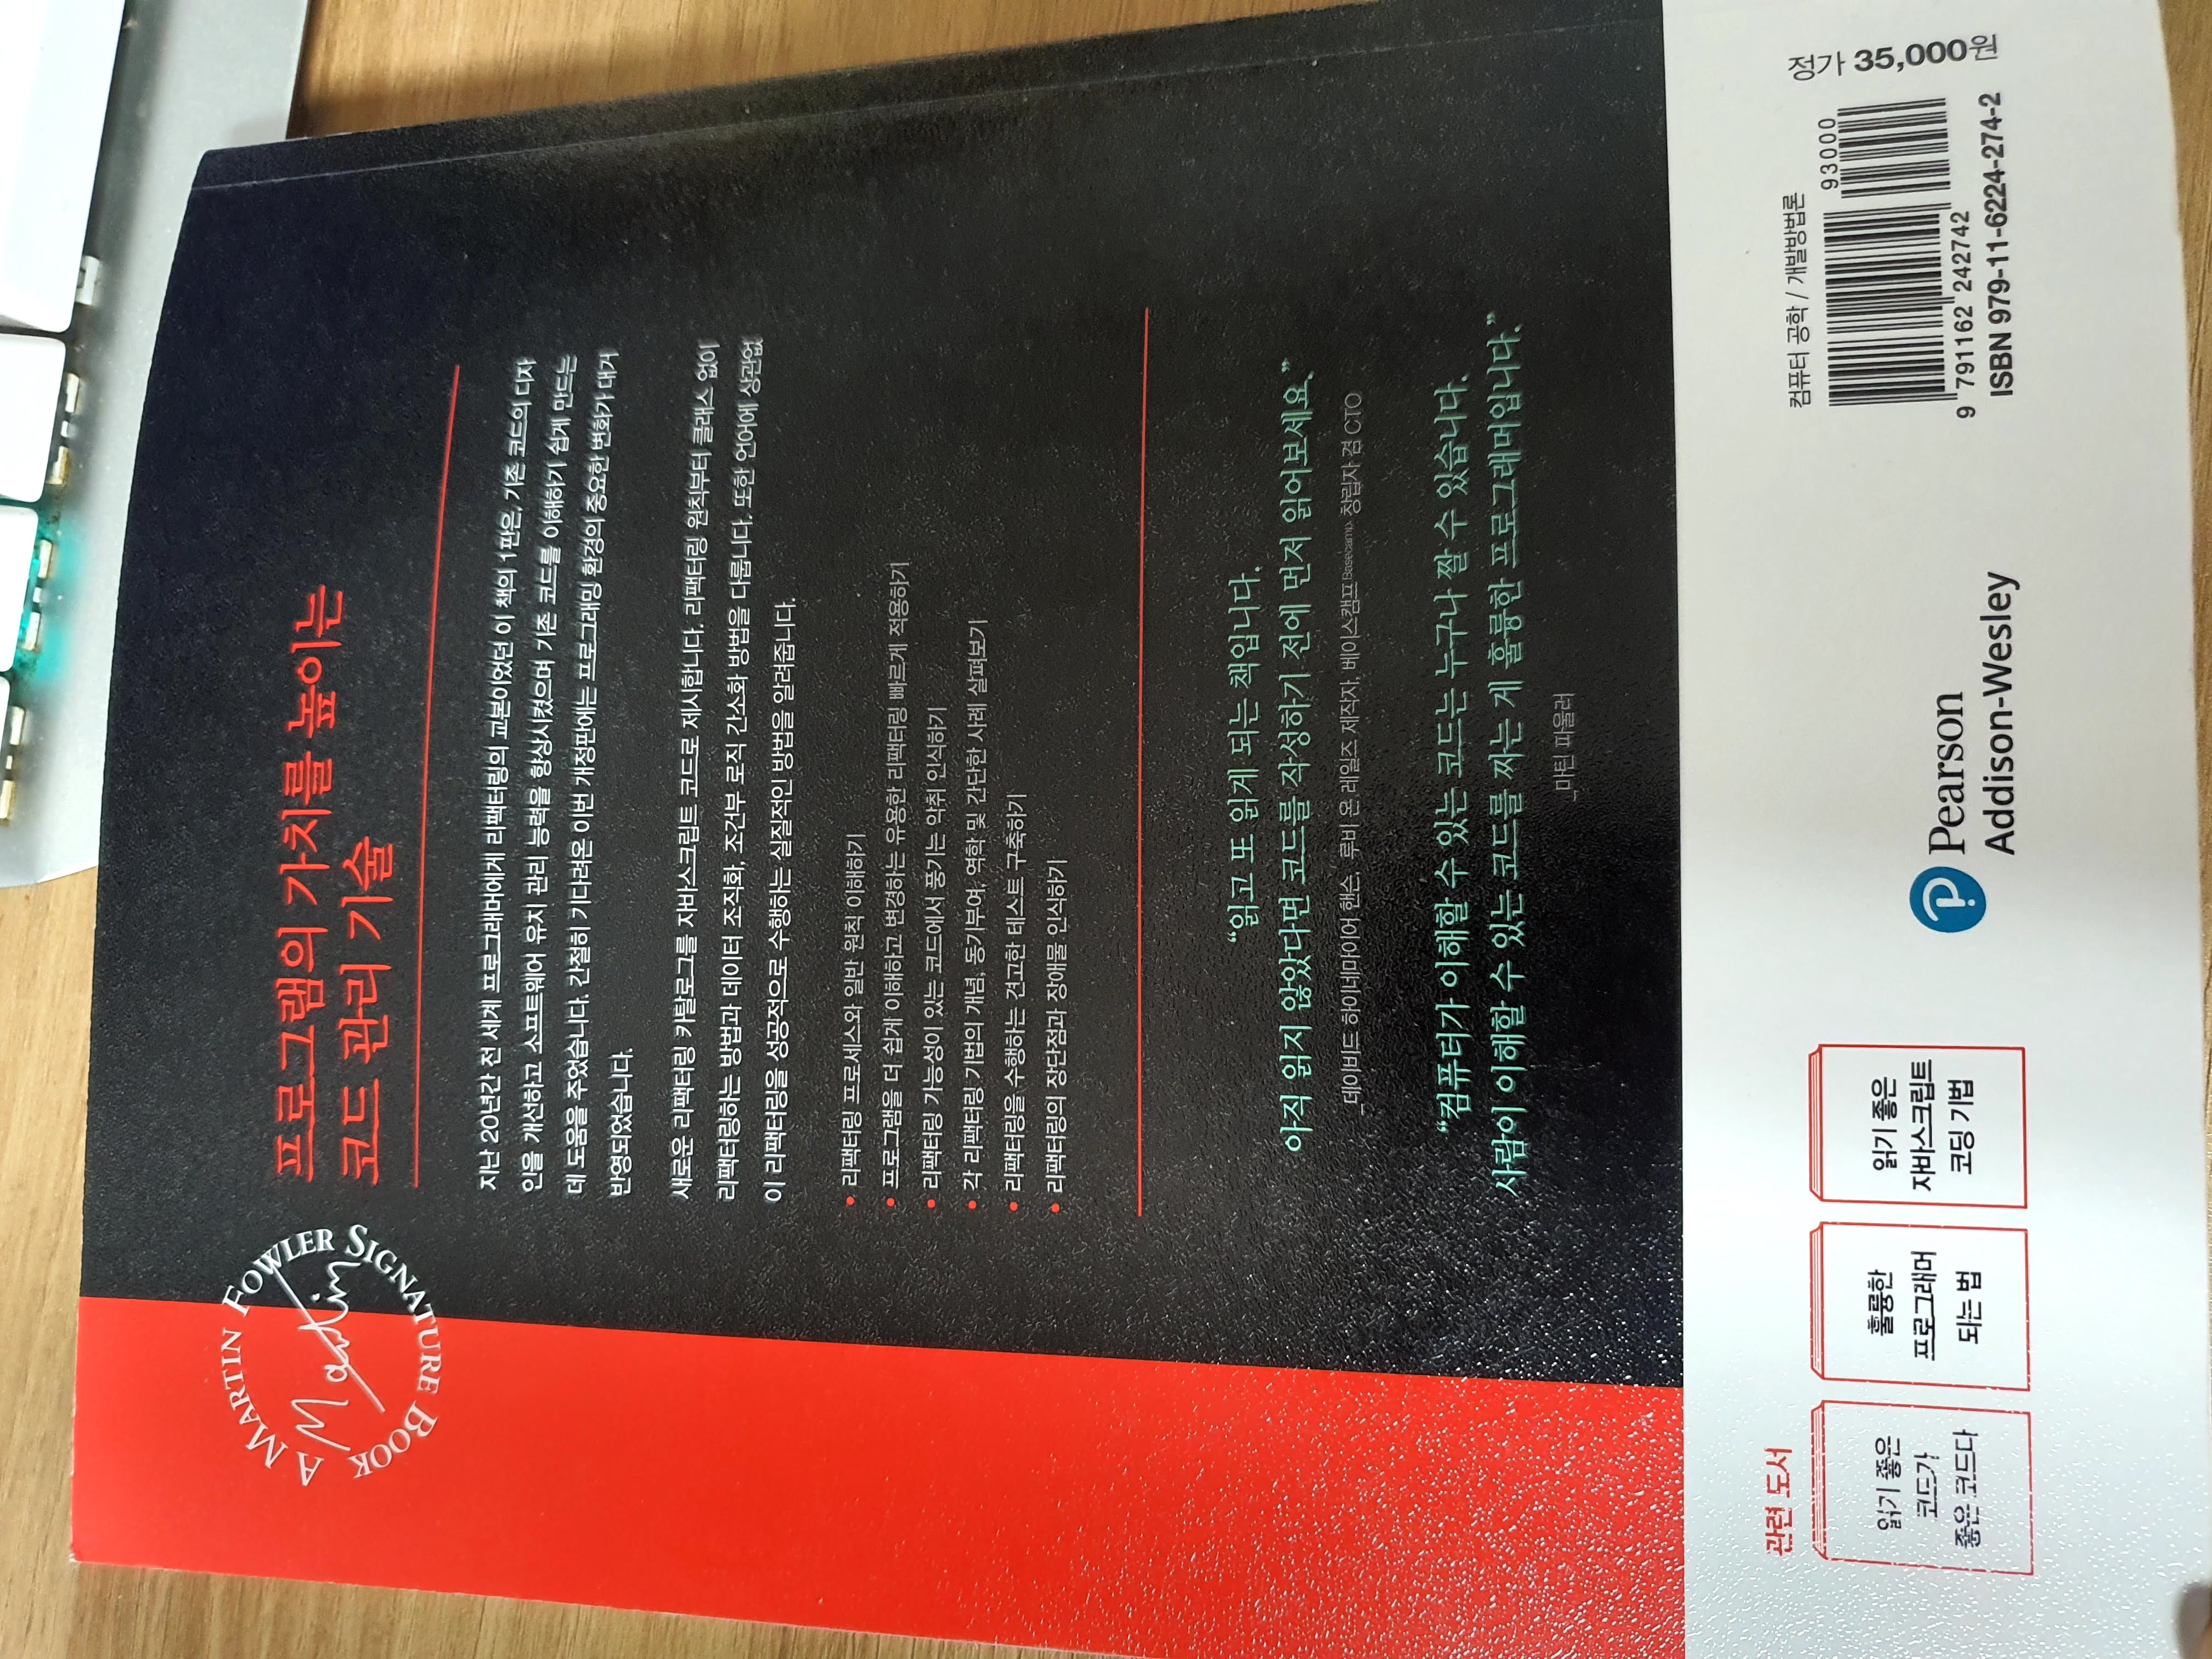 A MARTIN FOWLER SIGNATURE BOOK
Martin
프로그램의 가치를 높이는
코드 관리 기술
지난 20년간 전 세계 프로그래머에게 리팩터링의 교본이었던 이 책의 1판은, 기존 코드의 디자
인을 개선하고 소프트웨어 유지 관리 능력을 향상시켰으며 기존 코드를 이해하기 쉽게 만드는
데 도움을 주었습니다. 간절히 기다려온 이번 개정판에는 프로그래밍 환경의 중요한 변화가 대거
반영되었습니다.
새로운 리팩터링 카탈로그를 자바스크립트 코드로 제시합니다. 리팩터링 원칙부터 클래스 없이
리팩터링하는 방법과 데이터 조직화, 조건부 로직 간소화 방법을 다룹니다. 또한 언어에 상관없
이 리팩터링을 성공적으로 수행하는 실질적인 방법을 알려줍니다.
• 리팩터링 프로세스와 일반 원칙 이해하기
• 프로그램을 더 쉽게 이해하고 변경하는 유용한 리팩터링 빠르게 적용하기
• 리팩터링 가능성이 있는 코드에서 풍기는 악취 인식하기
• 각 리팩터링 기법의 개념, 동기부여, 역학 및 간단한 사례 살펴보기
• 리팩터링을 수행하는 견고한 테스트 구축하기
• 리팩터링의 장단점과 장애물 인식하기
“읽고 또 읽게 되는 책입니다.
아직 읽지 않았다면 코드를 작성하기 전에 먼저 읽어보세요.”
_데이비드 하이네마이어 핸슨, 루비 온 레일즈 제작자, 베이스캠프Basecamp 창립자 겸 CTO
“컴퓨터가 이해할 수 있는 코드는 누구나 짤 수 있습니다.
사람이 이해할 수 있는 코드를 짜는 게 훌륭한 프로그래머입니다.”
_마틴 파울러
관련 도서
읽기 좋은
코드가
좋은 코드다
훌륭한
프로그래머
되는 법
읽기 좋은
자바스크립트
코딩 기법
Pearson
Addison-Wesley
컴퓨터 공학 / 개발방법론
정가 35,000원
93000
9 791162 242742
ISBN 979-11-6224-274-2